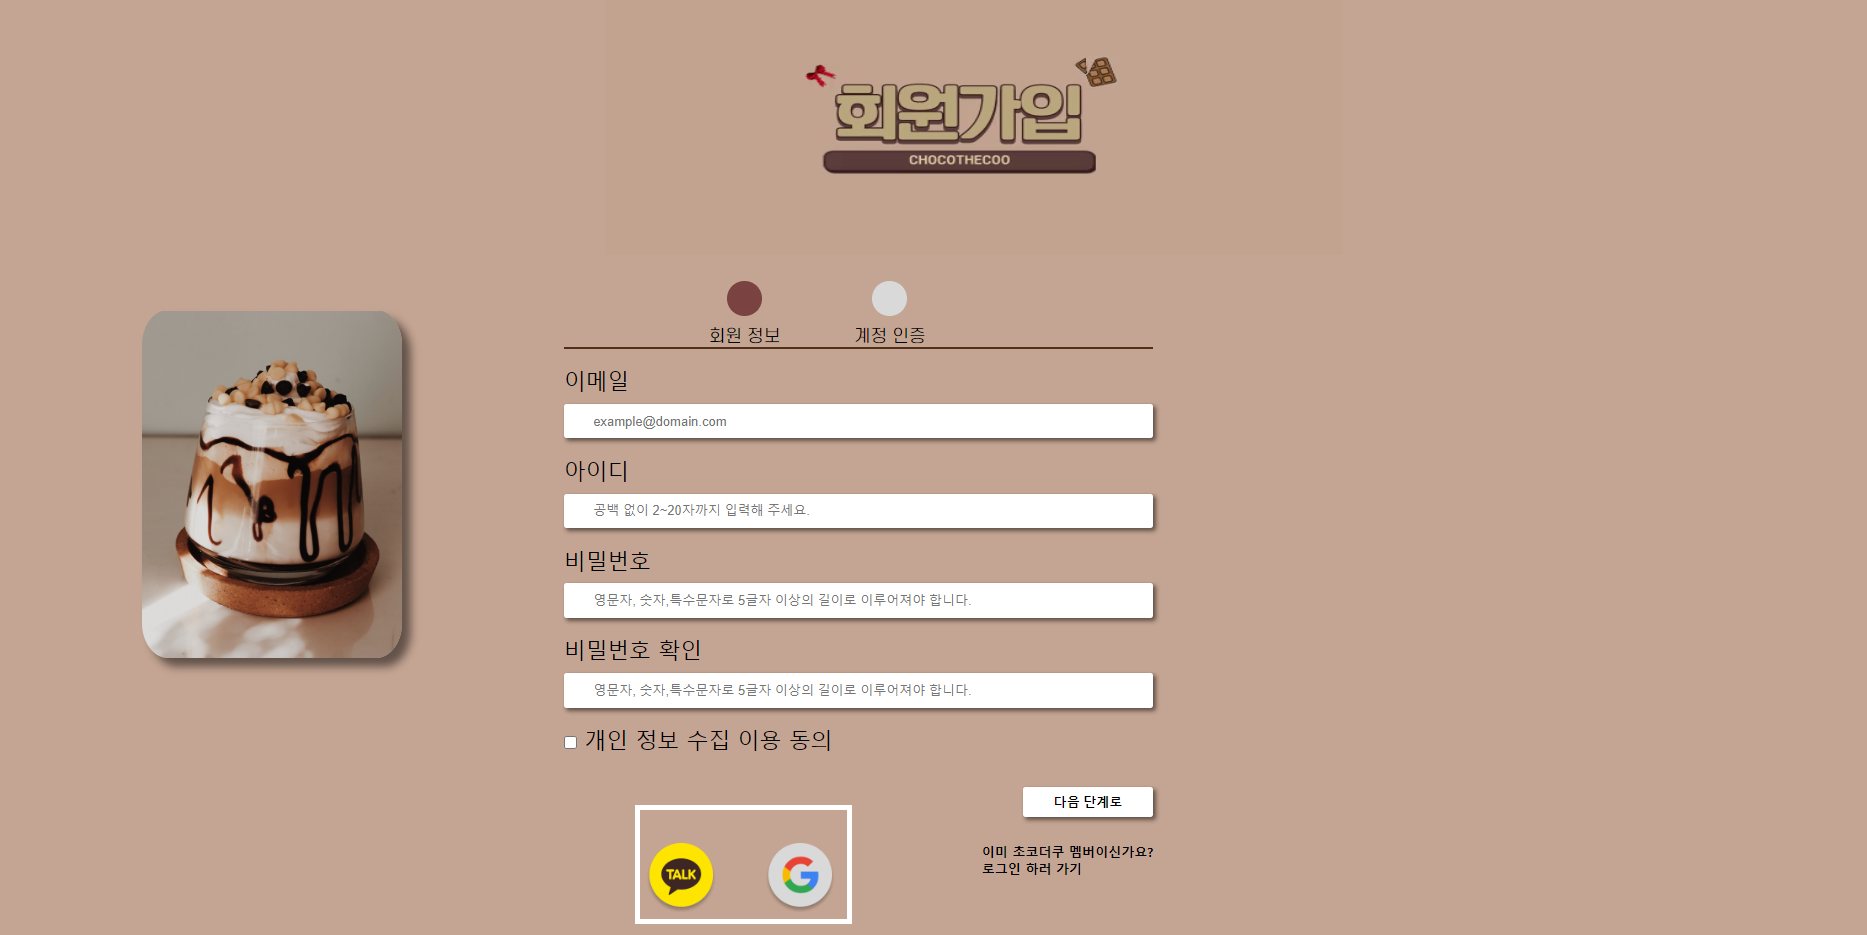 회원가입
CHOCOTHECOO
회원 정보
계정 인증
이메일
example@domain.com
아이디
공백 없이 2~20자까지 입력해 주세요.
비밀번호
영문자, 숫자,특수문자로 5글자 이상의 길이로 이루어져야 합니다.
비밀번호 확인
영문자, 숫자,특수문자로 5글자 이상의 길이로 이루어져야 합니다.
개인 정보 수집 이용 동의
다음 단계로
TALK
G
이미 초코더쿠 멤버이신가요?
로그인 하러 가기